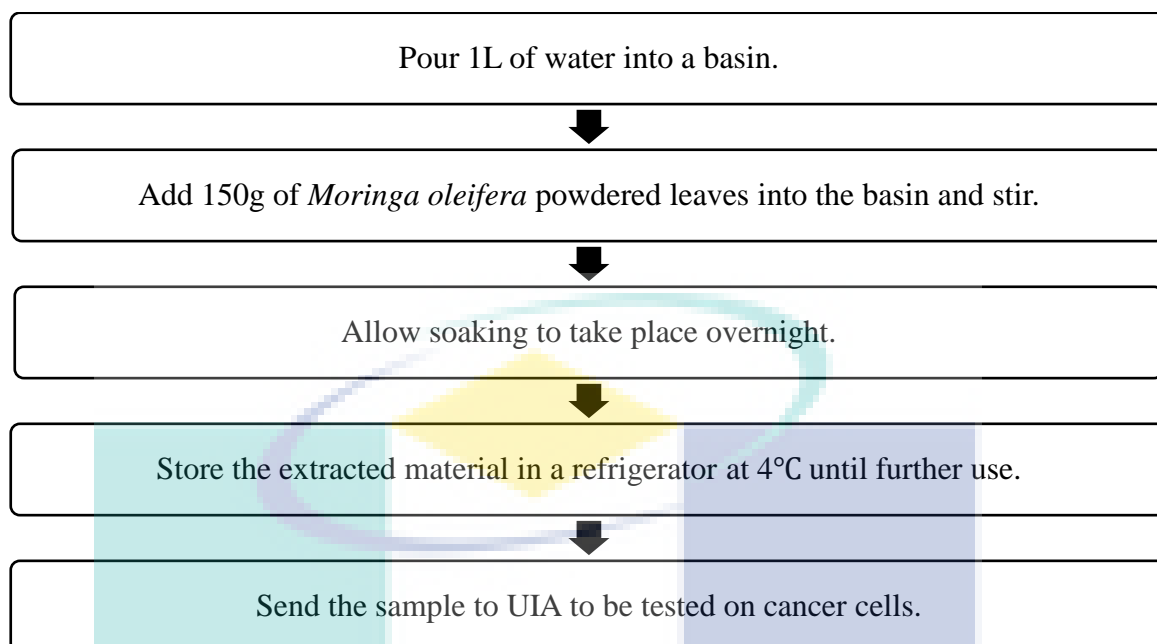 Pour 1L of water into a basin.
Add 150g of Moringa oleifera powdered leaves into the basin and stir.
Allow soaking to take place overnight.
Store the extracted material in a refrigerator at 4℃ until further use.
Send the sample to UIA to be tested on cancer cells.